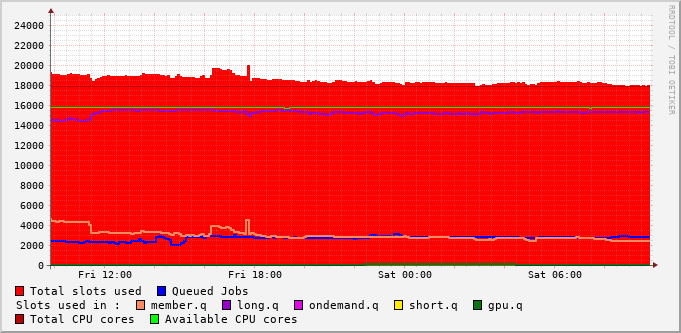 RRDTOOL / TOBI OETIKER
24000
22000
20000
18000
16000
14000
12000
10000
8000
6000
4000
2000
0
Fri 12:00 Fri 18:00 Sat 00:00 Sat 06:00
Total slots used Queued Jobs
Slots used in : member.q long.q ondemand.q short.q gpu.q
Total CPU cores Available CPU cores